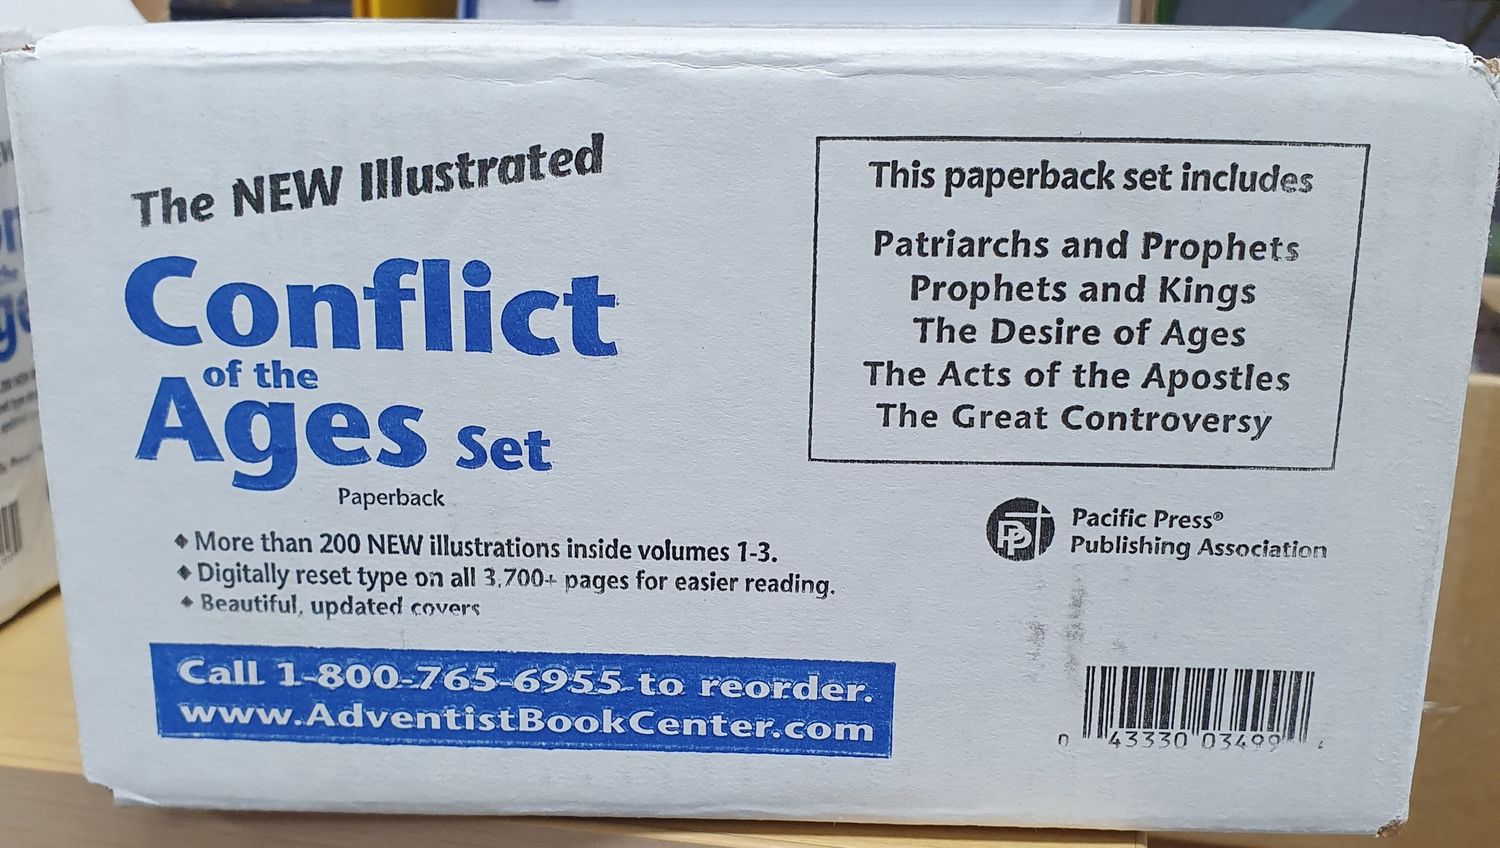 The NEW Illustrated
Conflict
of the
Ages Set
Paperback
◆ More than 200 NEW illustrations inside volumes 1-3.
◆ Digitally reset type on all 3,700+ pages for easier reading.
◆ Beautiful, updated covers
Call 1-800-765-6955 to reorder.
www.AdventistBookCenter.com
This paperback set includes
Patriarchs and Prophets
Prophets and Kings
The Desire of Ages
The Acts of the Apostles
The Great Controversy
PP
Pacific Press®
Publishing Association
0 43330 03499